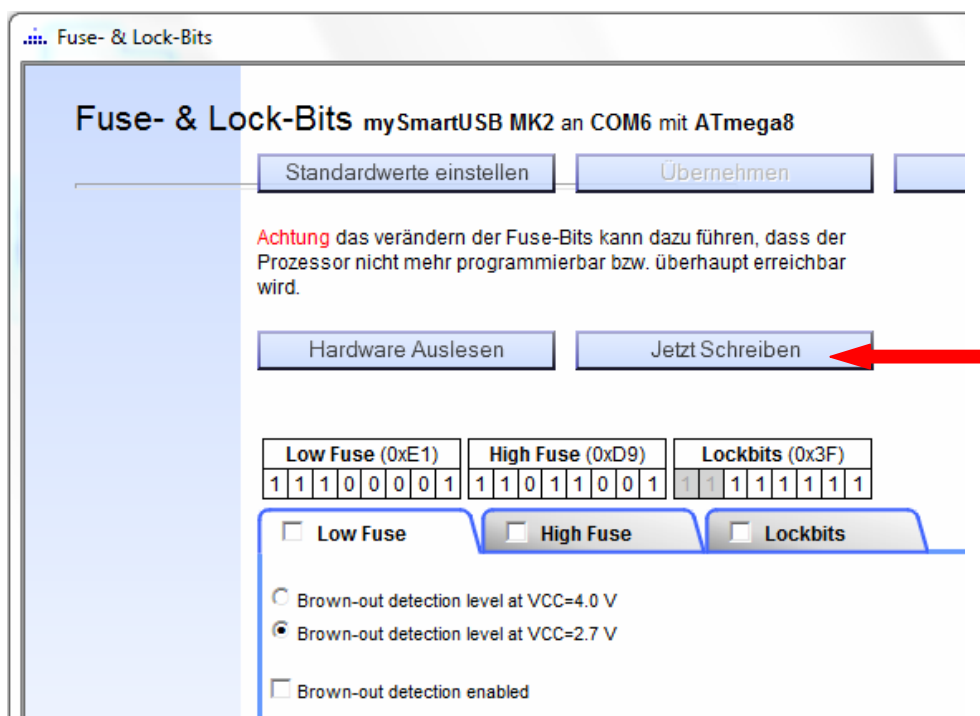 Fuse- & Lock-Bits
Fuse- & Lock-Bits mySmartUSB MK2 an COM6 mit ATmega8
Standardwerte einstellen Übernehmen
Achtung das verändern der Fuse-Bits kann dazu führen, dass der
Prozessor nicht mehr programmierbar bzw. überhaupt erreichbar
wird.
Hardware Auslesen Jetzt Schreiben
Low Fuse (0xE1) High Fuse (0xD9) Lockbits (0x3F)
1 1 1 0 0 0 0 1 1 1 0 1 1 0 0 1 1 1 1 1 1 1 1 1
Low Fuse High Fuse Lockbits
Brown-out detection level at VCC=4.0 V
Brown-out detection level at VCC=2.7 V
Brown-out detection enabled